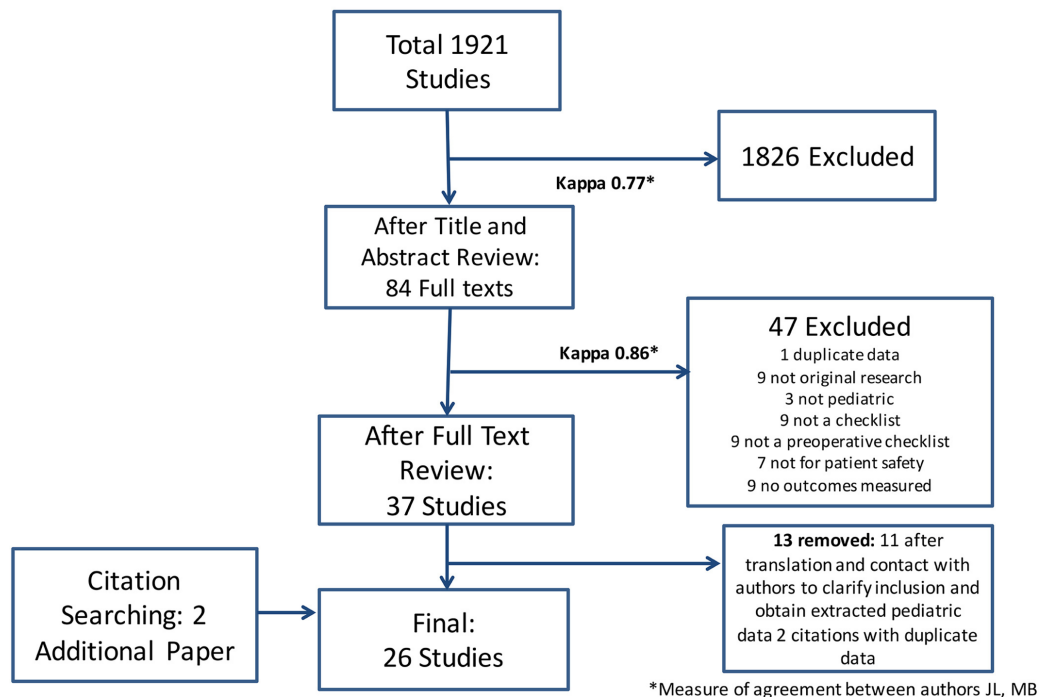 Total 1921
Studies
1826 Excluded
Kappa 0.77*
After Title and
Abstract Review:
84 Full texts
47 Excluded
1 duplicate data
9 not original research
3 not pediatric
9 not a checklist
9 not a preoperative checklist
7 not for patient safety
9 no outcomes measured
Kappa 0.86*
After Full Text
Review:
37 Studies
13 removed: 11 after
translation and contact with
authors to clarify inclusion and
obtain extracted pediatric
data 2 citations with duplicate
data
Citation
Searching: 2
Additional Paper
Final:
26 Studies
*Measure of agreement between authors JL, MB